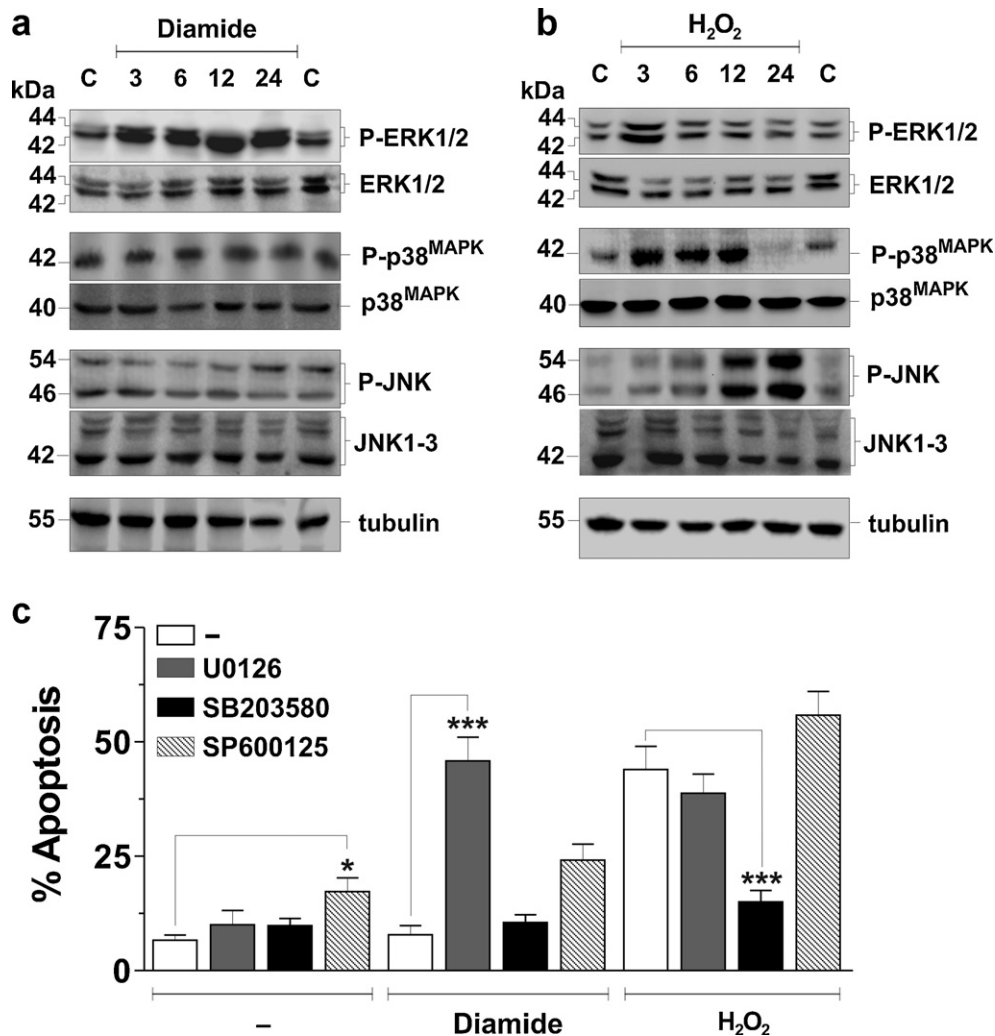 a
Diamide
kDa
C 3 6 12 24 C
44
42
P-ERK1/2
44
42
ERK1/2
42
P-p38MAPK
40
p38MAPK
54
46
P-JNK
42
JNK1-3
55
tubulin
b
H₂O₂
kDa
C 3 6 12 24 C
44
42
P-ERK1/2
44
42
ERK1/2
42
P-p38MAPK
40
p38MAPK
54
46
P-JNK
42
JNK1-3
55
tubulin
c
% Apoptosis
75
50
25
0
–
U0126
SB203580
SP600125
*
***
***
– Diamide H₂O₂